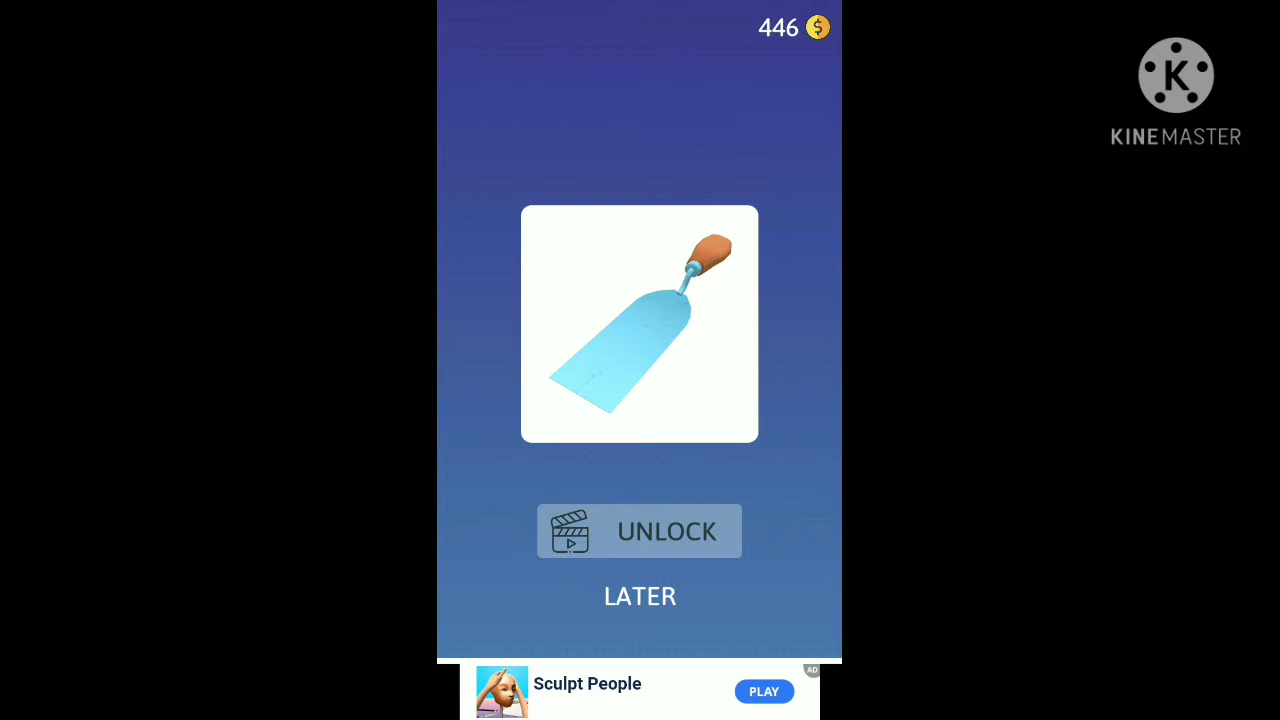 446
KINEMASTER
UNLOCK
LATER
Sculpt People
AD
PLAY